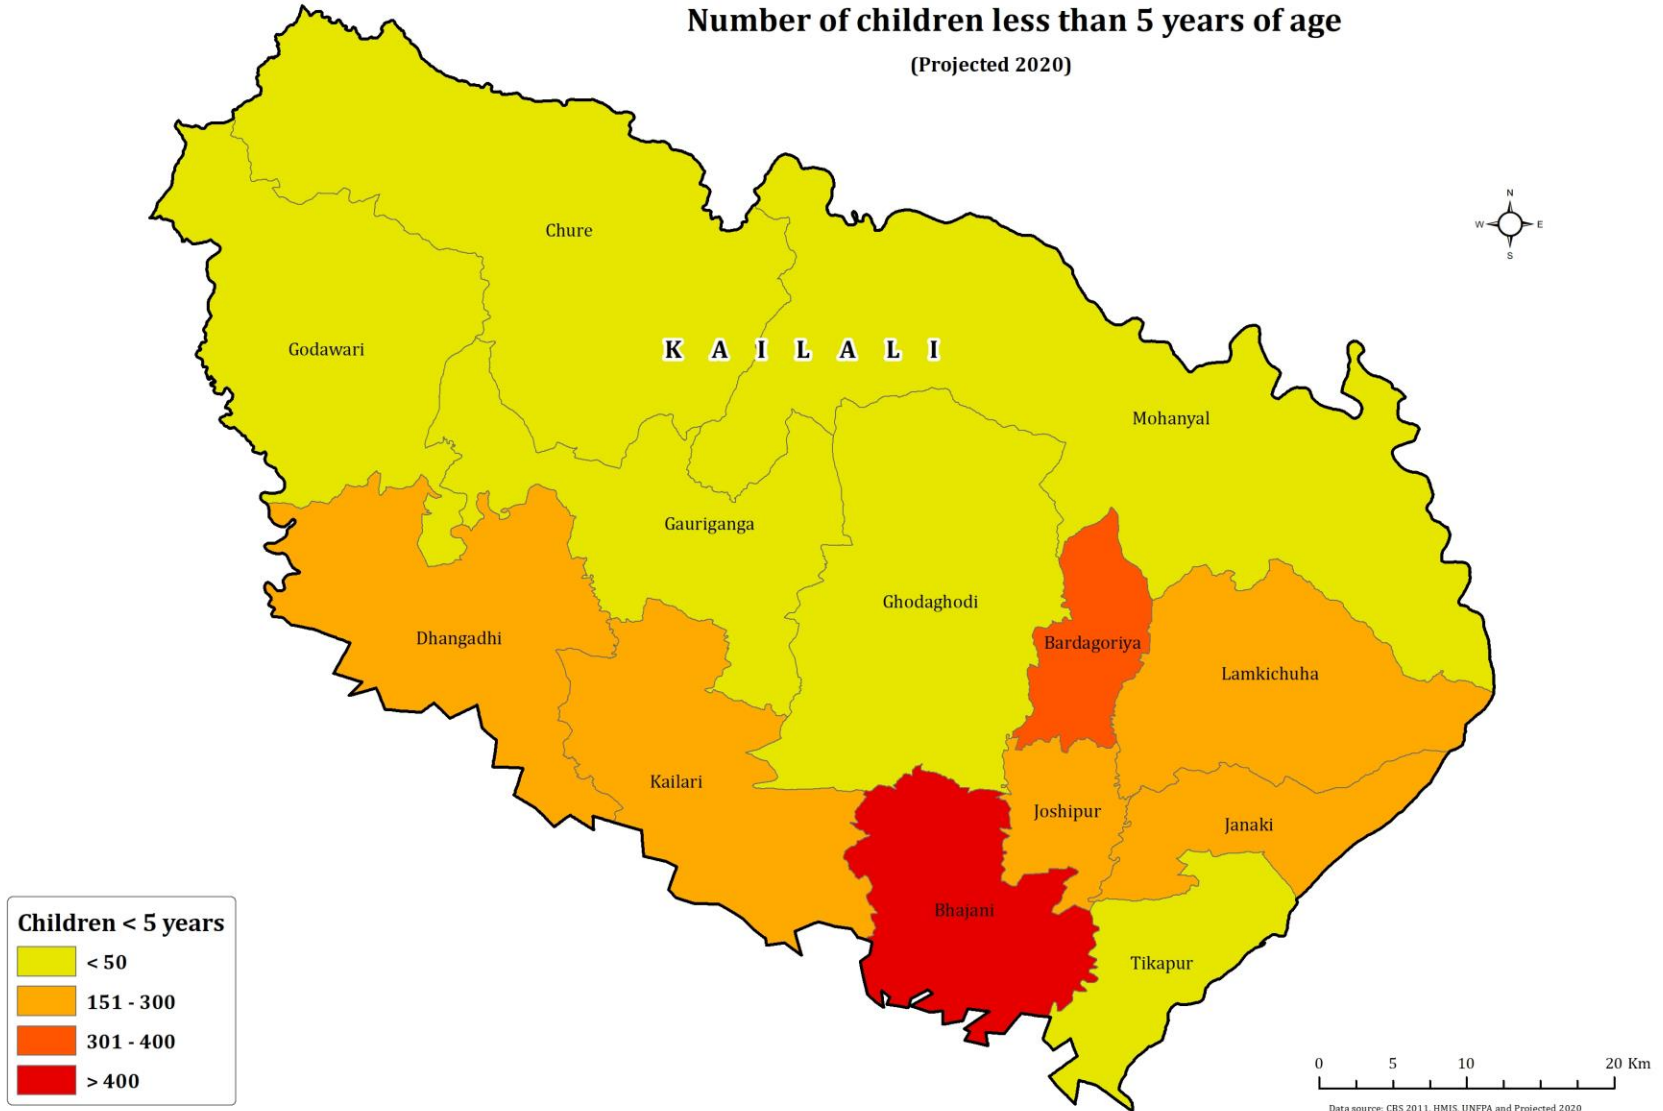 Number of children less than 5 years of age
(Projected 2020)
N
W E
S
Chure
Godawari
K A I L A L I
Mohanyal
Gauriganga
Ghodaghodi
Dhangadhi
Bardagoriya
Lamkichuha
Kailari
Joshipur
Janaki
Bhajani
Tikapur
Children < 5 years
< 50
151 - 300
301 - 400
> 400
0 5 10 20 Km
Data source: CBS 2011, HMIS, UNFPA and Projected 2020